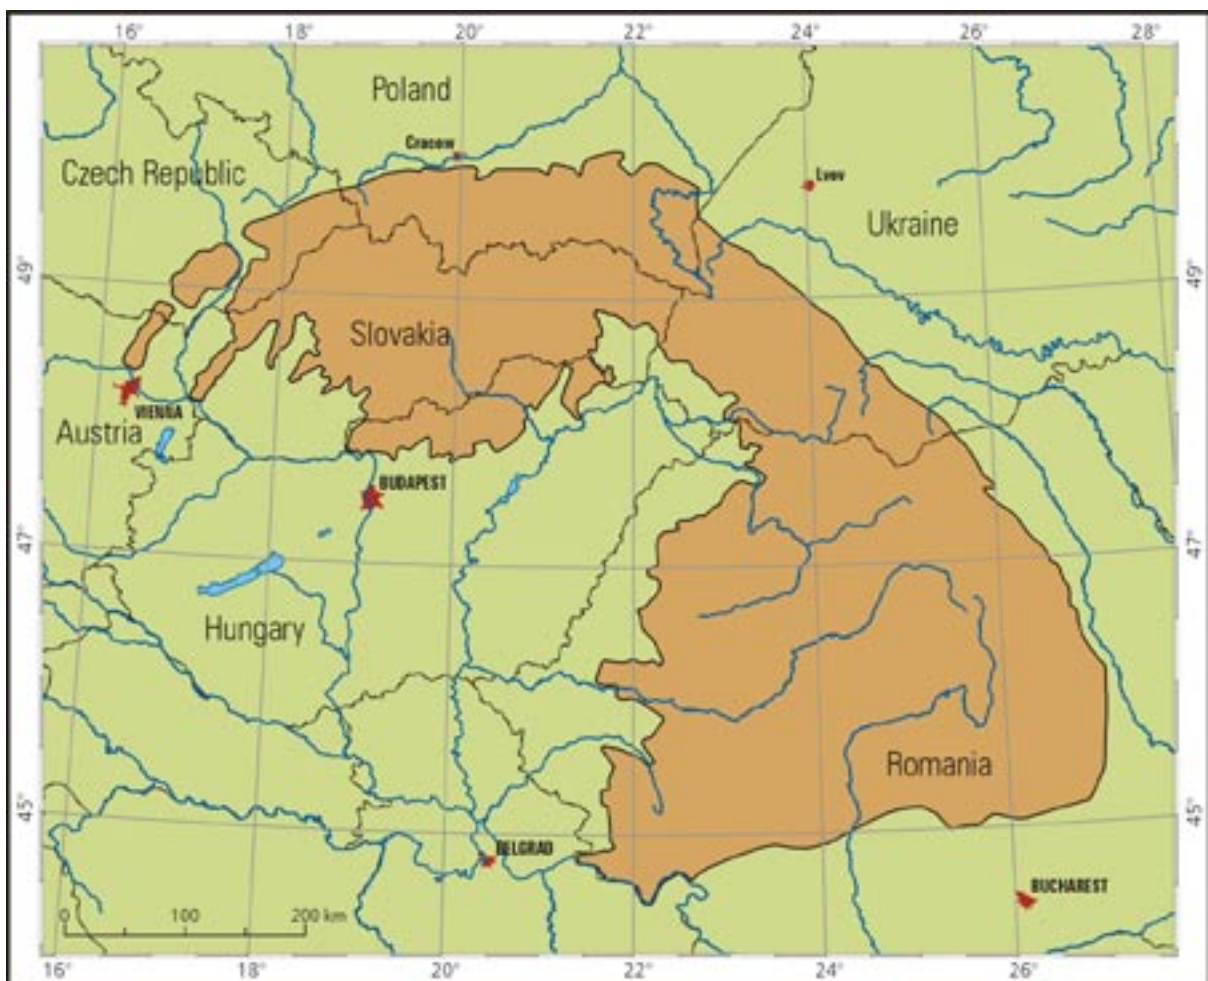 16° 18° 20° 22° 24° 26° 28°
Poland
Cracow
Czech Republic
Lvov
Ukraine
49° 49°
Slovakia
VIENNA
Austria
BUDAPEST
47° 47°
Hungary
Romania
45° 45°
BELGRAD
BUCHAREST
0 100 200 km
16° 18° 20° 22° 24° 26°